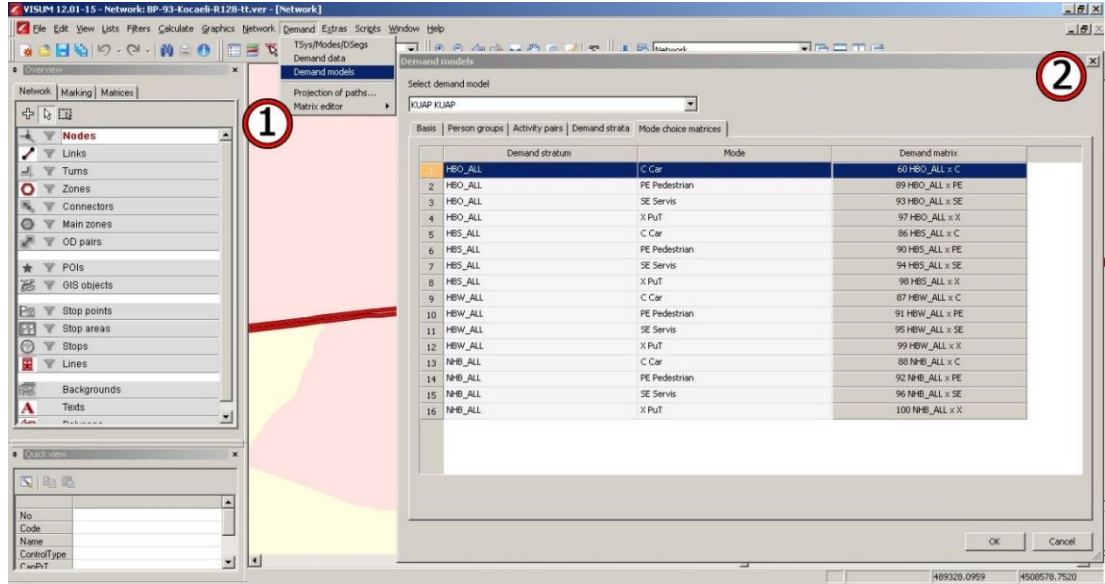 VISUM 12.01-15 - Network: BP-93-Kocaeli-R128-tt.ver - [Network]
File Edit View Lists Filters Calculate Graphics Network Demand Extras Scripts Window Help
TSys/Modes/DSegs
Demand data
Demand models
Projection of paths...
Matrix editor
1
Network
Overview
Network Marking Matrices
Nodes
Links
Turns
Zones
Connectors
Main zones
OD pairs
POIs
GIS objects
Stop points
Stop areas
Stops
Lines
Backgrounds
Texts
Quick view
No
Code
Name
ControlType
CapPrT
Demand models
2
Select demand model
KUAP KUAP
Basis Person groups Activity pairs Demand strata Mode choice matrices
Demand stratum Mode Demand matrix
1 HBO_ALL C Car 60 HBO_ALL x C
2 HBO_ALL PE Pedestrian 89 HBO_ALL x PE
3 HBO_ALL SE Servis 93 HBO_ALL x SE
4 HBO_ALL X PuT 97 HBO_ALL x X
5 HBS_ALL C Car 86 HBS_ALL x C
6 HBS_ALL PE Pedestrian 90 HBS_ALL x PE
7 HBS_ALL SE Servis 94 HBS_ALL x SE
8 HBS_ALL X PuT 98 HBS_ALL x X
9 HBW_ALL C Car 87 HBW_ALL x C
10 HBW_ALL PE Pedestrian 91 HBW_ALL x PE
11 HBW_ALL SE Servis 95 HBW_ALL x SE
12 HBW_ALL X PuT 99 HBW_ALL x X
13 NHB_ALL C Car 88 NHB_ALL x C
14 NHB_ALL PE Pedestrian 92 NHB_ALL x PE
15 NHB_ALL SE Servis 96 NHB_ALL x SE
16 NHB_ALL X PuT 100 NHB_ALL x X
OK Cancel
489328.0959 4508578.7520